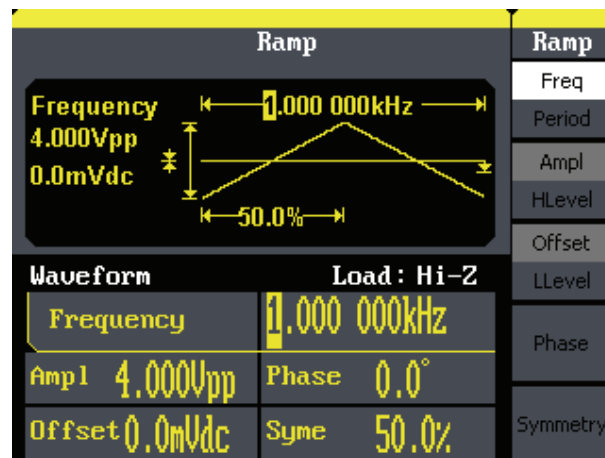 Ramp
Frequency
1.000 000kHz
4.000Vpp
0.0mVdc
50.0%
Waveform Load: Hi-Z
Frequency 1.000 000kHz
Ampl 4.000Vpp Phase 0.0°
Offset 0.0mVdc Syme 50.0%
Ramp
Freq
Period
Ampl
HLevel
Offset
LLevel
Phase
Symmetry